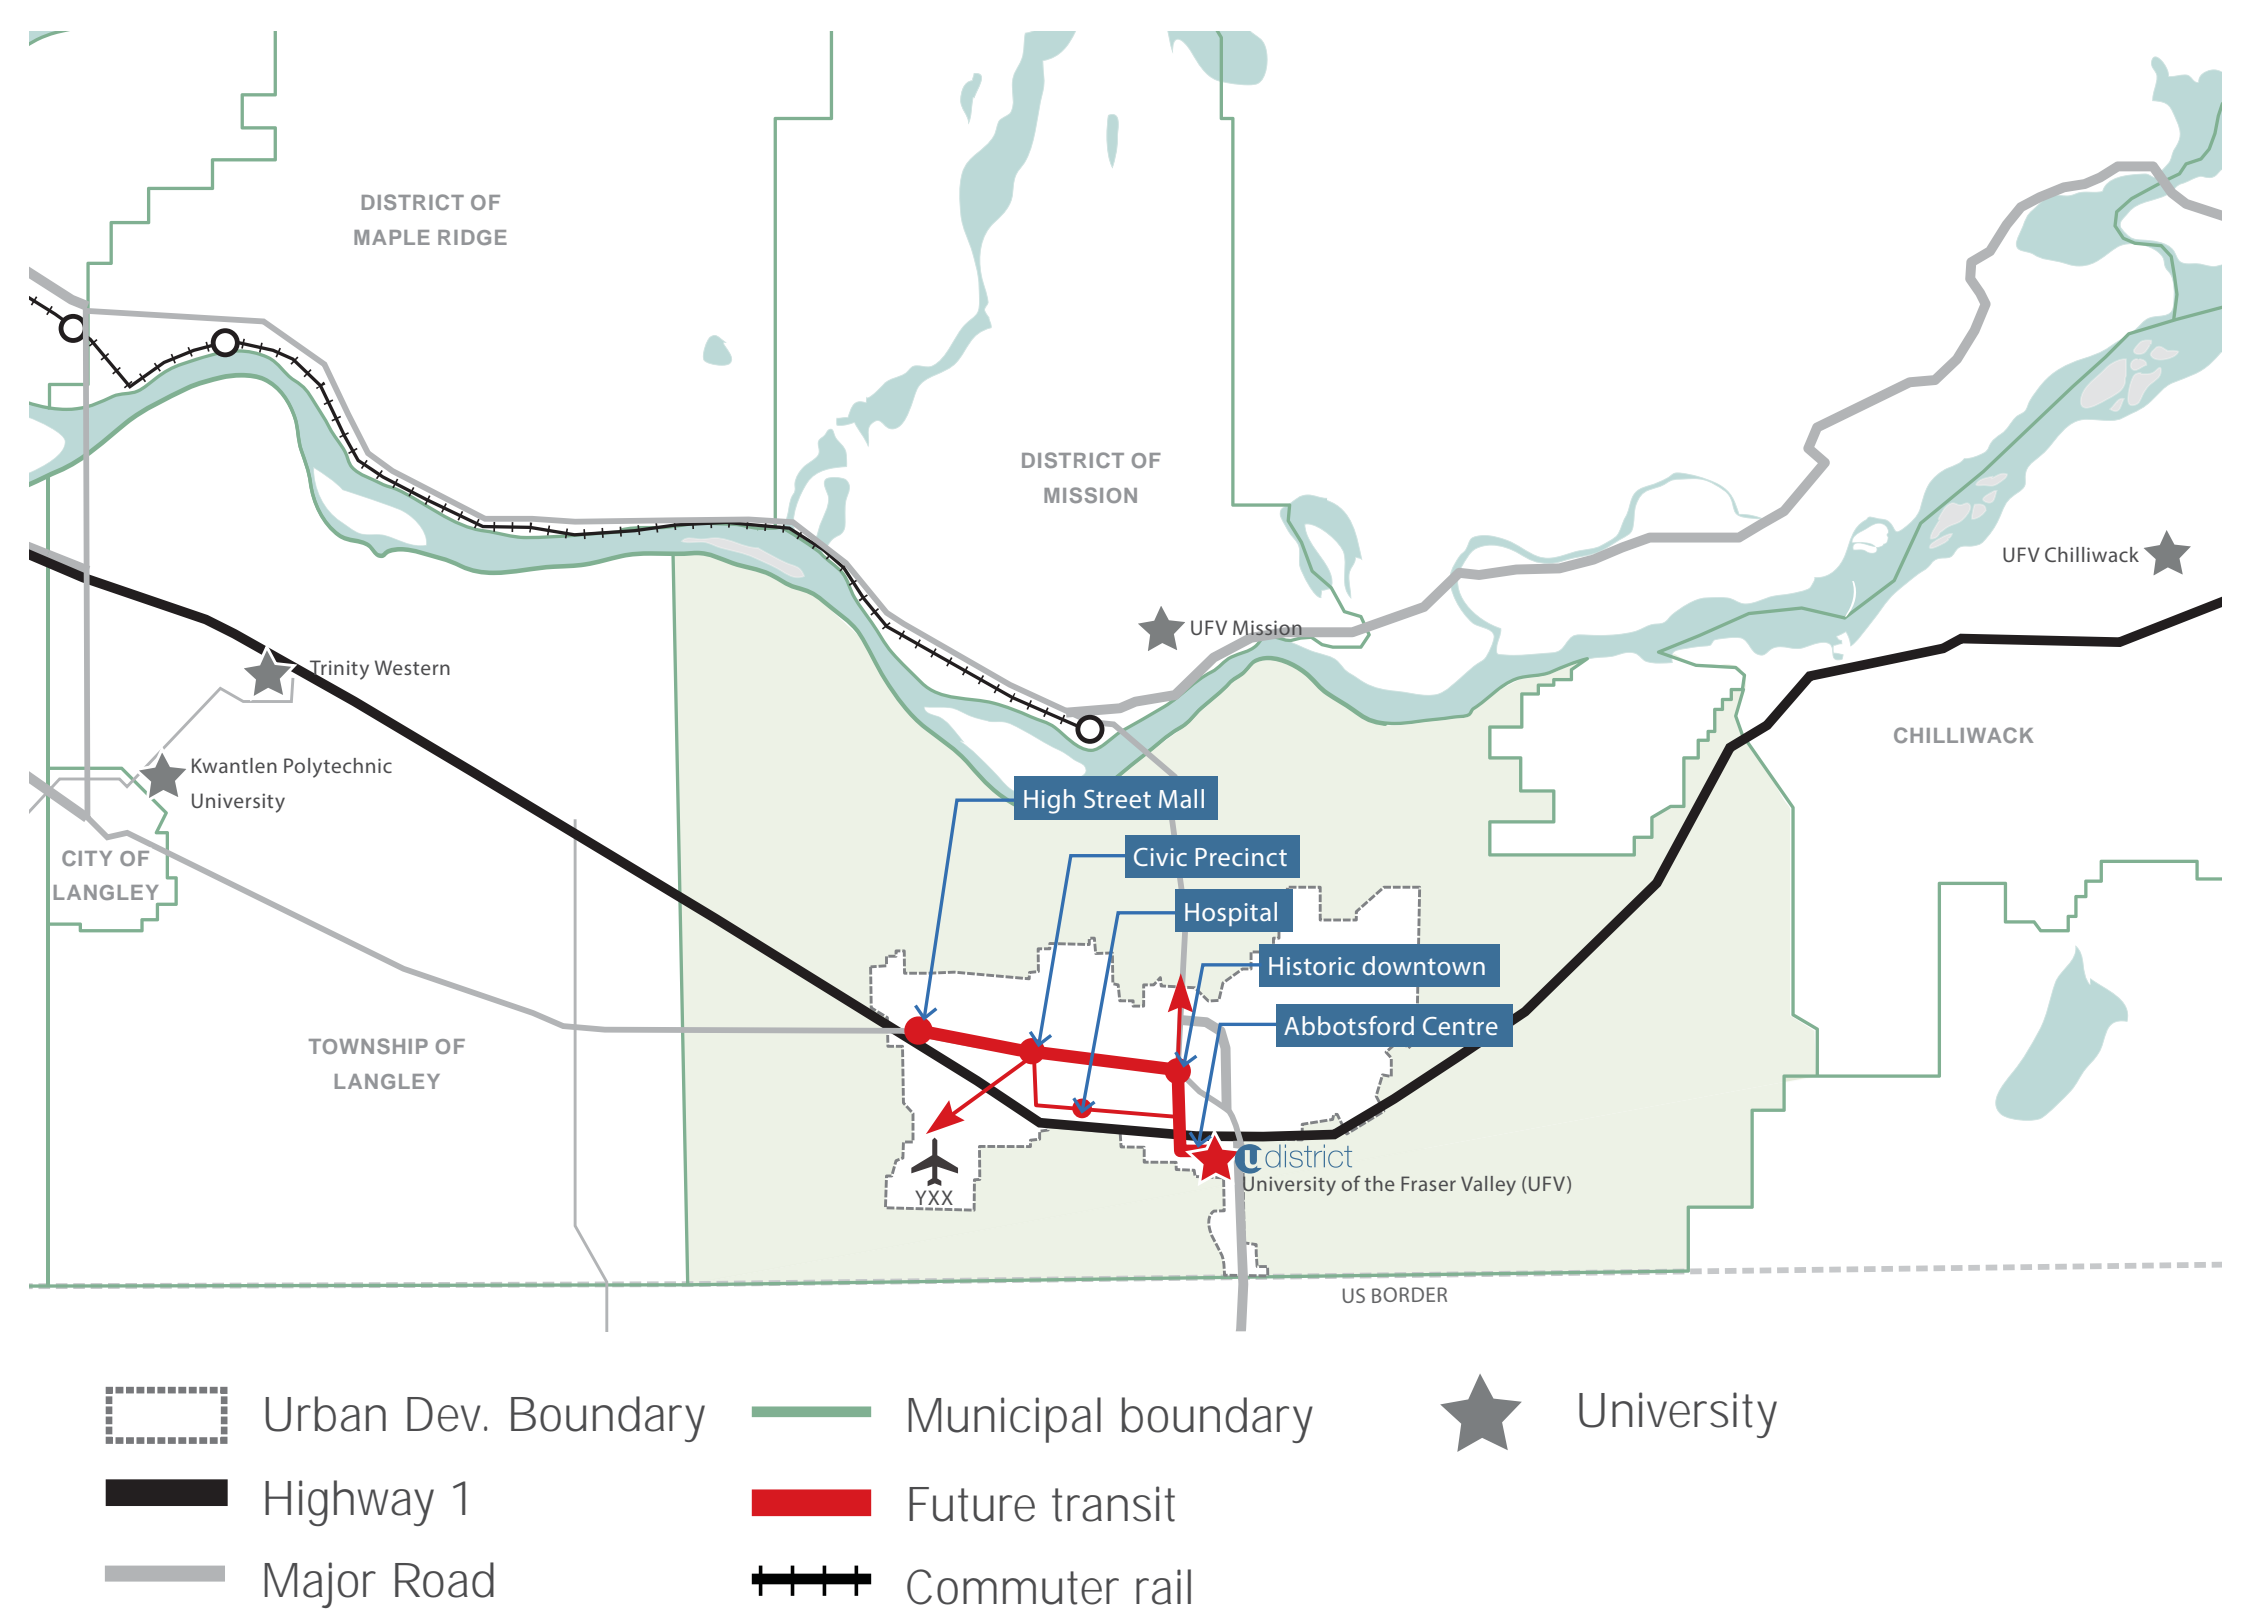 DISTRICT OF
MAPLE RIDGE
DISTRICT OF
MISSION
UFV Chilliwack
UFV Mission
Trinity Western
Kwantlen Polytechnic
University
CHILLIWACK
High Street Mall
Civic Precinct
CITY OF
LANGLEY
Hospital
Historic downtown
Abbotsford Centre
TOWNSHIP OF
LANGLEY
u district
University of the Fraser Valley (UFV)
YXX
US BORDER
Urban Dev. Boundary
Municipal boundary
University
Highway 1
Future transit
Major Road
Commuter rail